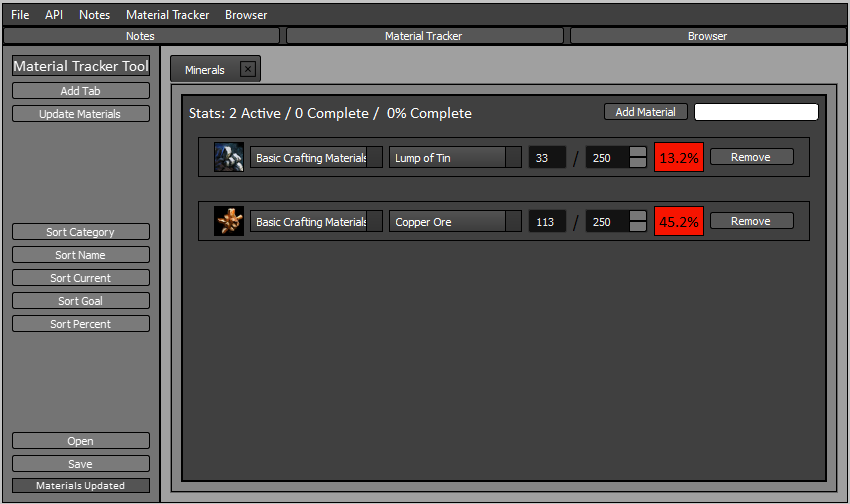 File API Notes Material Tracker Browser
Notes Material Tracker Browser
Material Tracker Tool
Add Tab
Update Materials
Sort Category
Sort Name
Sort Current
Sort Goal
Sort Percent
Open
Save
Materials Updated
Minerals ×
Stats: 2 Active / 0 Complete / 0% Complete Add Material
Basic Crafting Materials Lump of Tin 33 / 250 13.2% Remove
Basic Crafting Materials Copper Ore 113 / 250 45.2% Remove